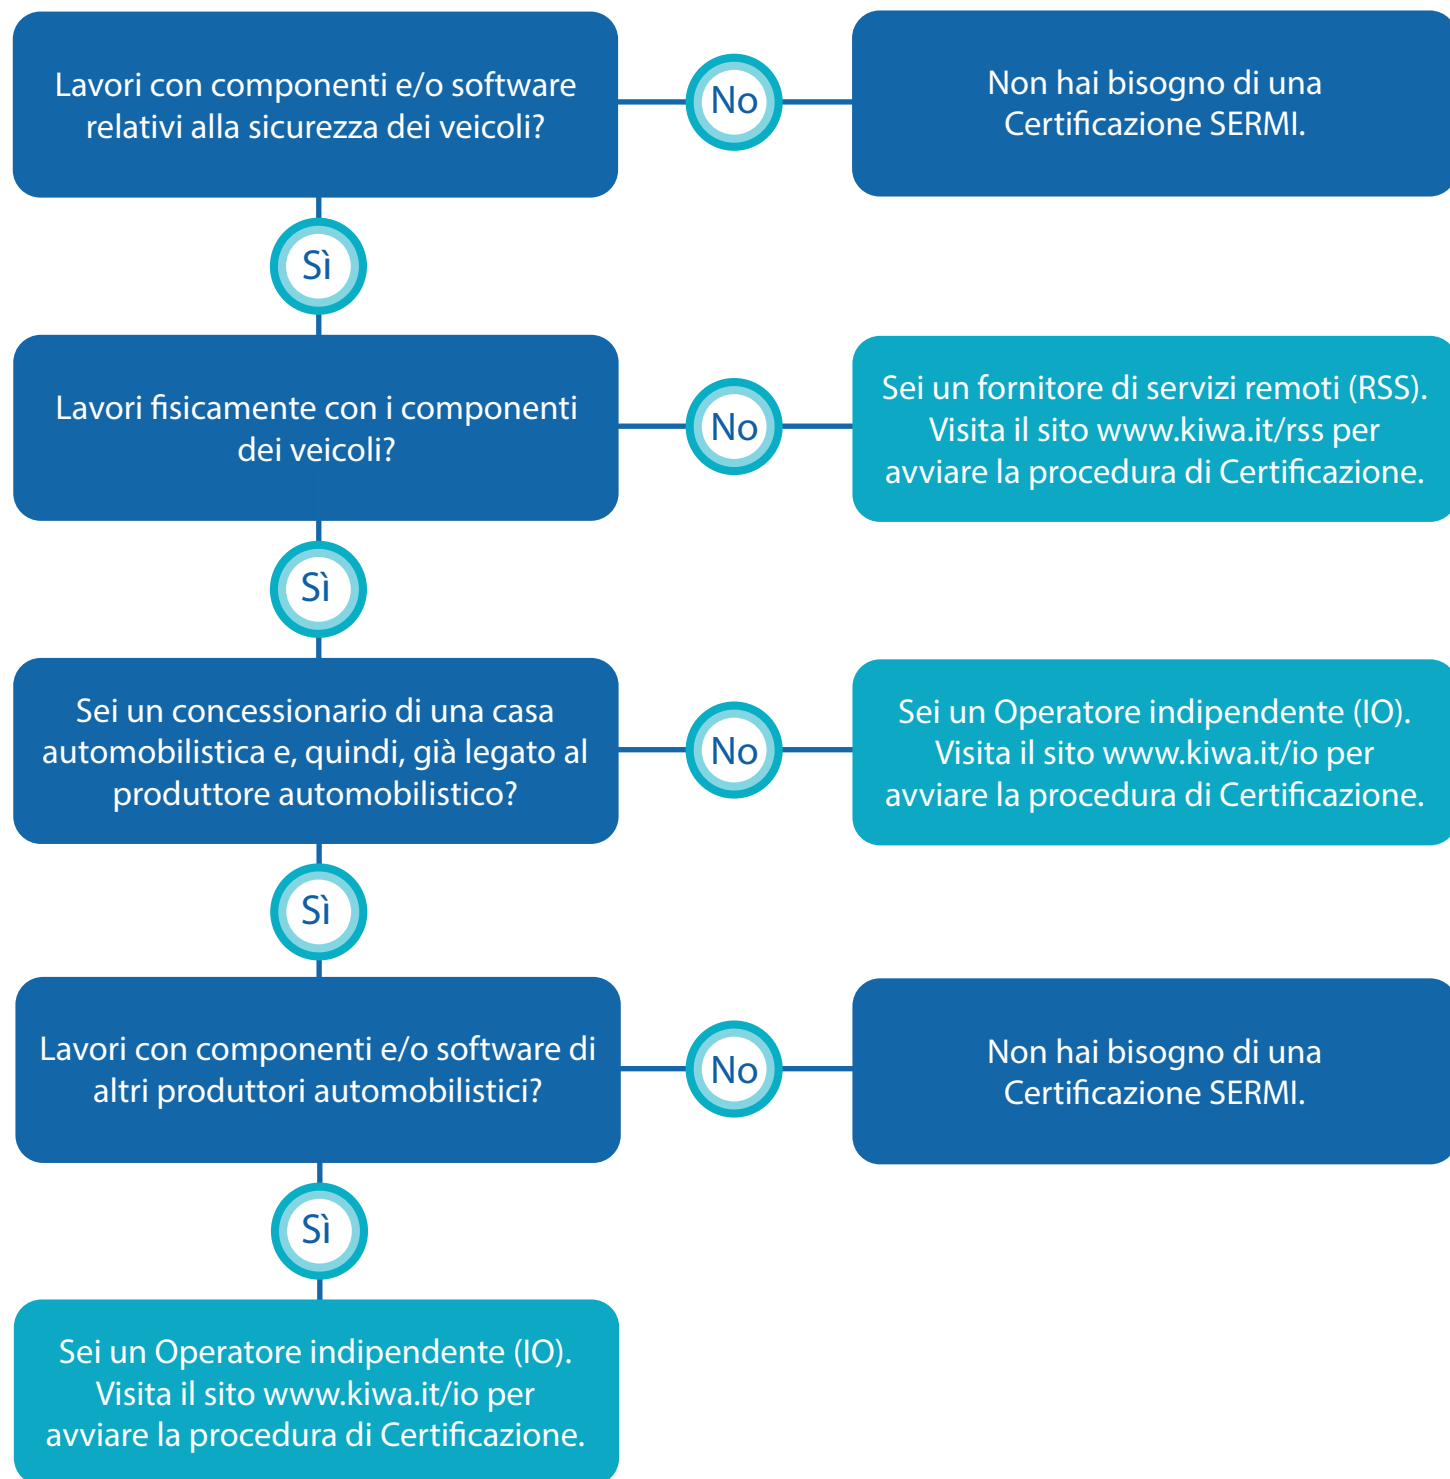 Lavori con componenti e/o software
relativi alla sicurezza dei veicoli?
No
Non hai bisogno di una
Certificazione SERMI.
Sì
Lavori fisicamente con i componenti
dei veicoli?
No
Sei un fornitore di servizi remoti (RSS).
Visita il sito www.kiwa.it/rss per
avviare la procedura di Certificazione.
Sì
Sei un concessionario di una casa
automobilistica e, quindi, già legato al
produttore automobilistico?
No
Sei un Operatore indipendente (IO).
Visita il sito www.kiwa.it/io per
avviare la procedura di Certificazione.
Sì
Lavori con componenti e/o software di
altri produttori automobilistici?
No
Non hai bisogno di una
Certificazione SERMI.
Sì
Sei un Operatore indipendente (IO).
Visita il sito www.kiwa.it/io per
avviare la procedura di Certificazione.